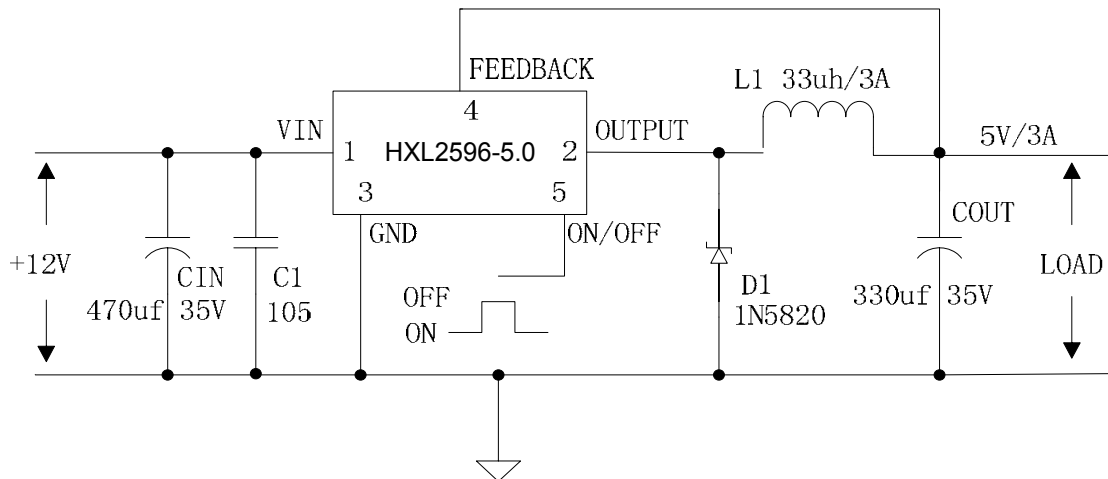 FEEDBACK
L1 33uh/3A
4
VIN
OUTPUT
5V/3A
1 HXL2596-5.0 2
3 5
GND
ON/OFF
COUT
+12V
CIN
C1
LOAD
OFF
D1
470uf 35V
105
330uf 35V
ON
1N5820